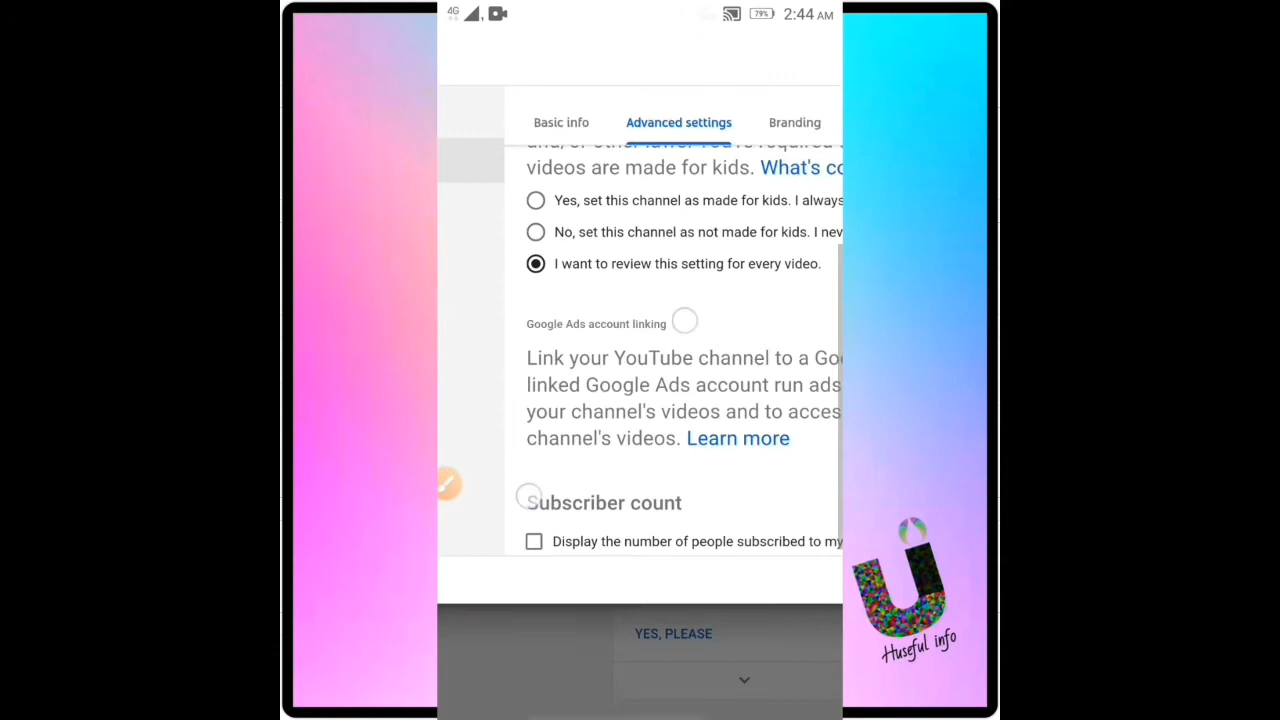 4G
79%
2:44 AM
Basic info
Advanced settings
Branding
videos are made for kids. What's co
Yes, set this channel as made for kids. I always
No, set this channel as not made for kids. I nev
I want to review this setting for every video.
Google Ads account linking
Link your YouTube channel to a Go
linked Google Ads account run ads
your channel's videos and to acces
channel's videos. Learn more
Subscriber count
Display the number of people subscribed to my
YES, PLEASE
U
Huseful info